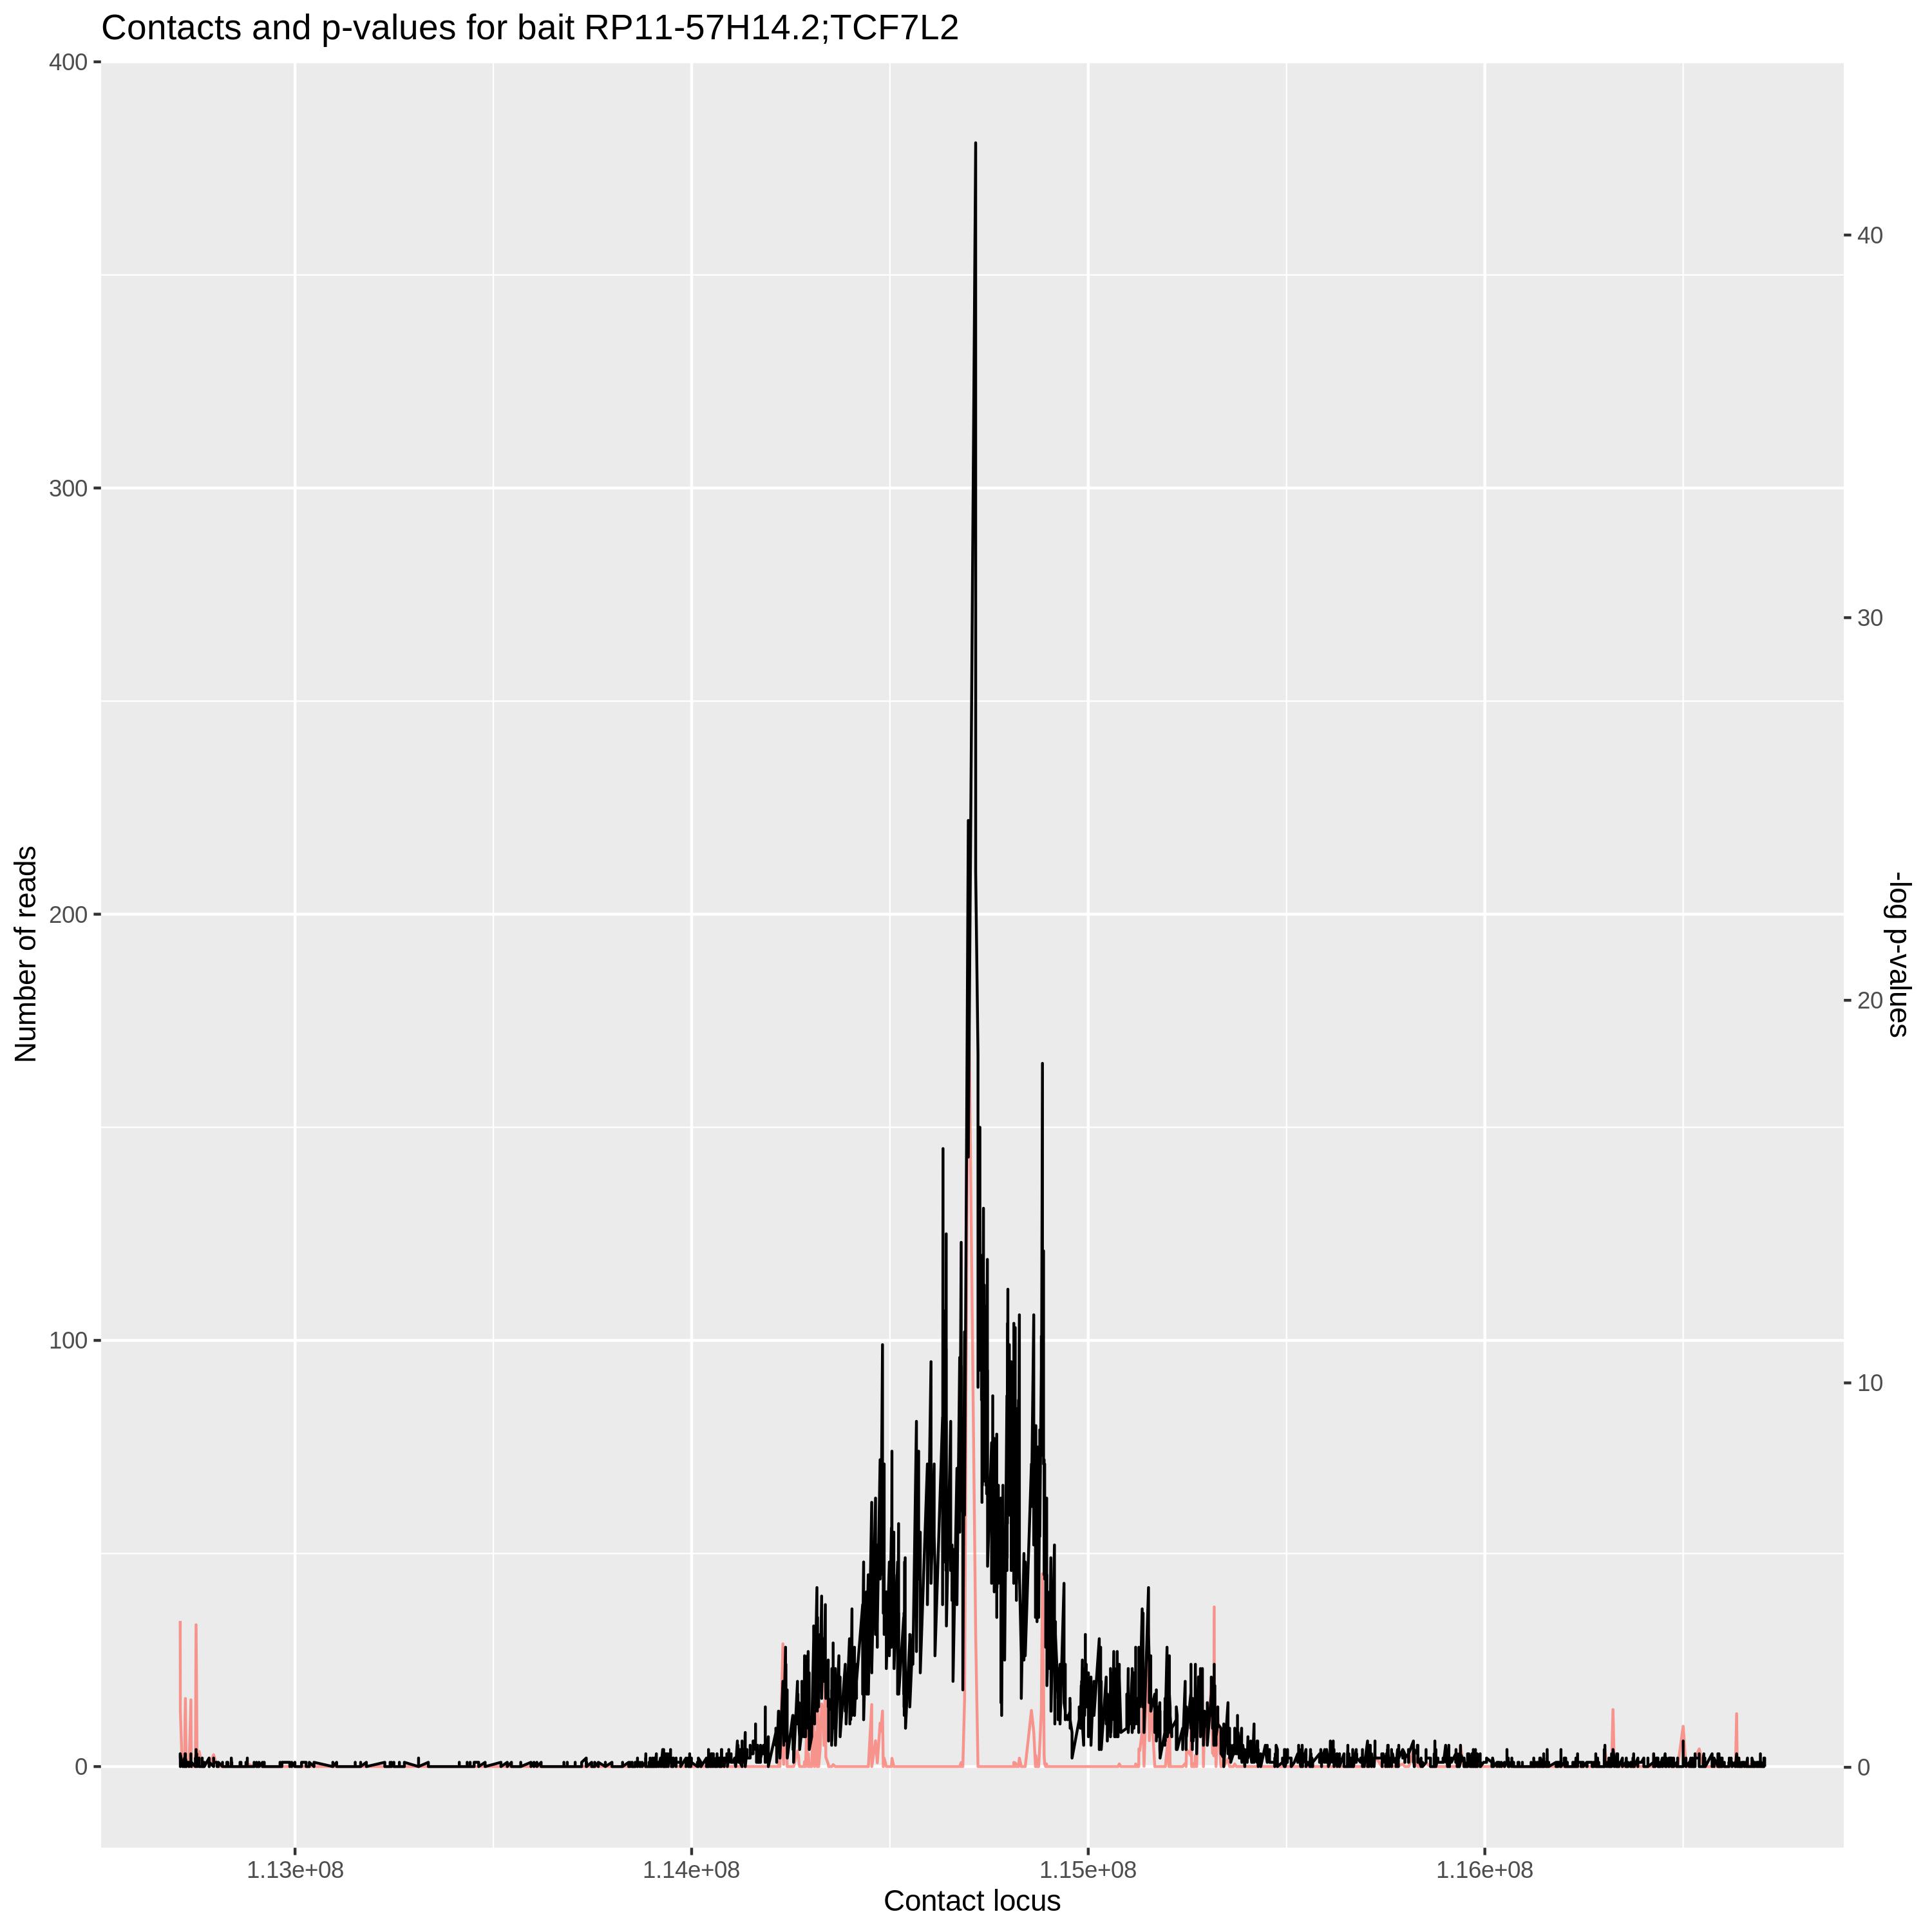 Contacts and p-values for bait RP11-57H14.2;TCF7L2
400
300
200
100
0
Number of reads
40
30
20
10
0
-log p-values
1.13e+08
1.14e+08
1.15e+08
1.16e+08
Contact locus